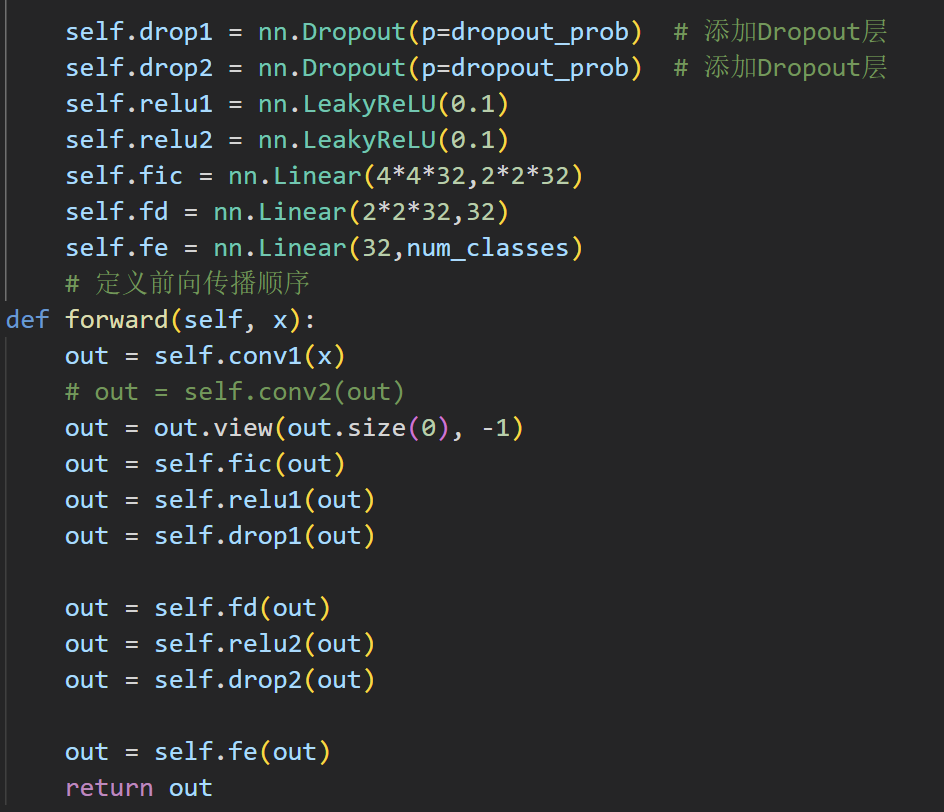 self.drop1 = nn.Dropout(p=dropout_prob)  # 添加Dropout层
self.drop2 = nn.Dropout(p=dropout_prob)  # 添加Dropout层
self.relu1 = nn.LeakyReLU(0.1)
self.relu2 = nn.LeakyReLU(0.1)
self.fic = nn.Linear(4*4*32,2*2*32)
self.fd = nn.Linear(2*2*32,32)
self.fe = nn.Linear(32,num_classes)
# 定义前向传播顺序
def forward(self, x):
out = self.conv1(x)
# out = self.conv2(out)
out = out.view(out.size(0), -1)
out = self.fic(out)
out = self.relu1(out)
out = self.drop1(out)
out = self.fd(out)
out = self.relu2(out)
out = self.drop2(out)
out = self.fe(out)
return out